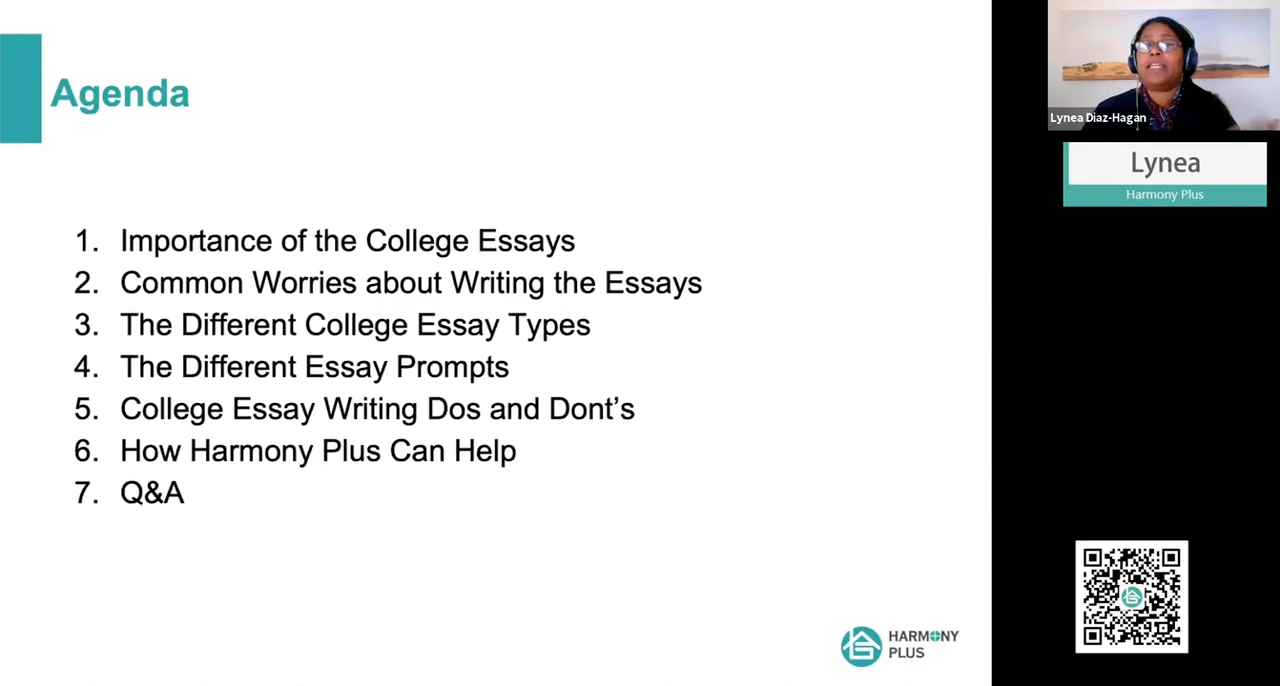 Agenda
1. Importance of the College Essays
2. Common Worries about Writing the Essays
3. The Different College Essay Types
4. The Different Essay Prompts
5. College Essay Writing Dos and Dont’s
6. How Harmony Plus Can Help
7. Q&A
HARMONY
PLUS
Lynea Diaz-Hagan
Lynea
Harmony Plus